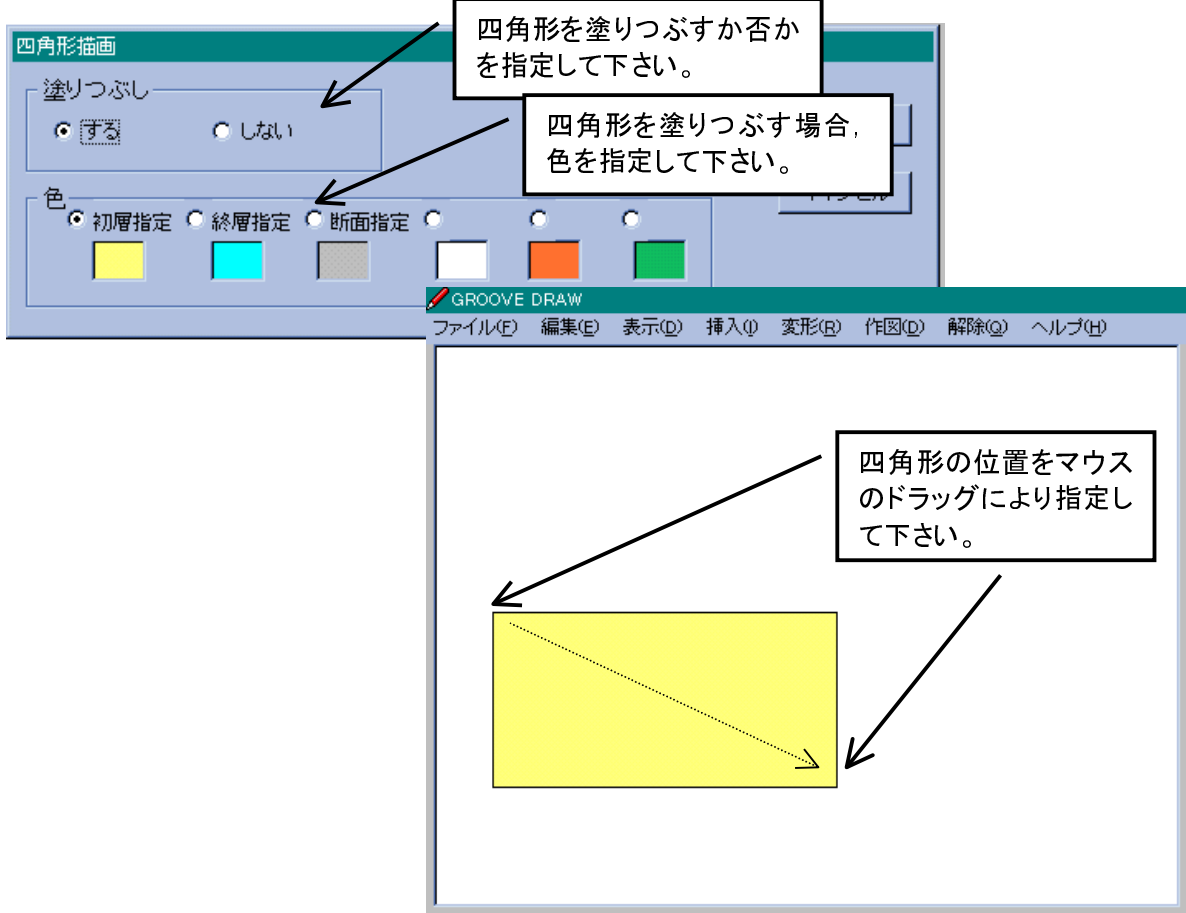 四角形を塗りつぶすか否か
を指定して下さい。
四角形描画
塗りつぶし
する
しない
四角形を塗りつぶす場合,
色を指定して下さい。
色
初層指定
終層指定
断面指定
GROOVE DRAW
ファイル(F) 編集(E) 表示(D) 挿入(I) 変形(R) 作図(D) 解除(Q) ヘルプ(H)
四角形の位置をマウス
のドラッグにより指定し
て下さい。